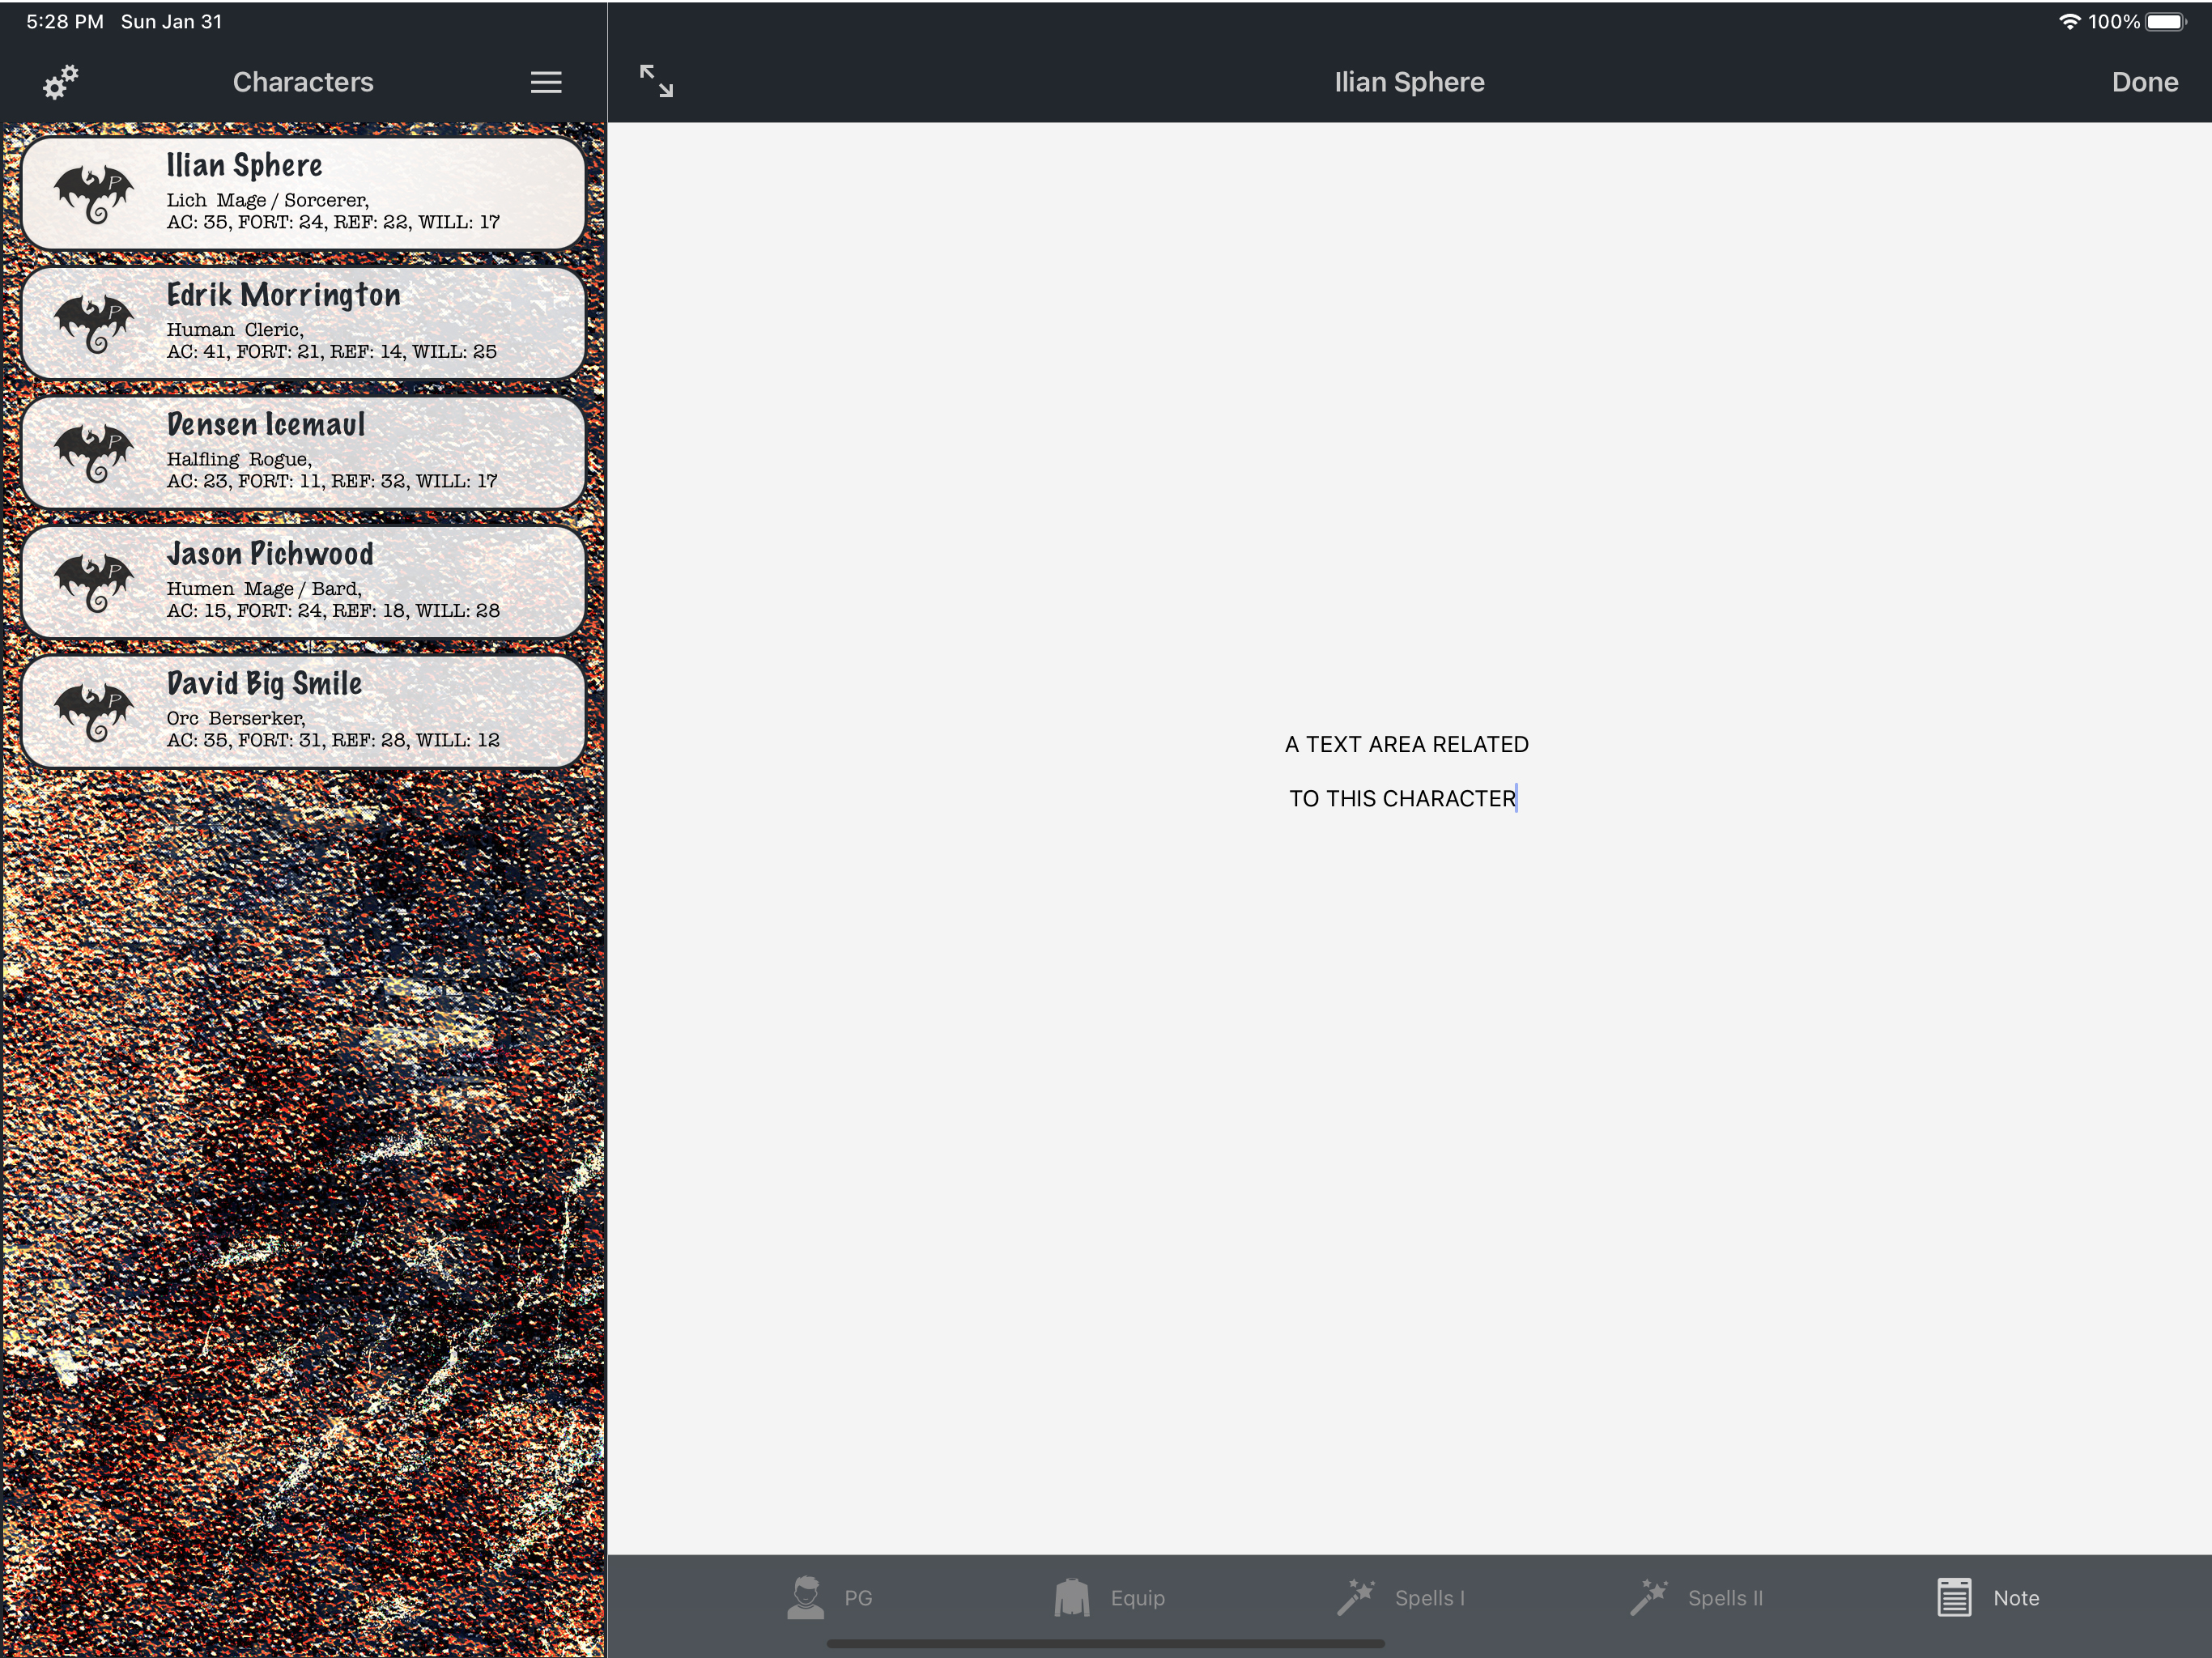 5:28 PM Sun Jan 31
100%
Characters
Ilian Sphere
Done
Ilian Sphere
Lich Mage / Sorcerer,
AC: 35, FORT: 24, REF: 22, WILL: 17
Edrik Morrington
Human Cleric,
AC: 41, FORT: 21, REF: 14, WILL: 25
Densen Icemaul
Halfling Rogue,
AC: 23, FORT: 11, REF: 32, WILL: 17
Jason Pichwood
Humen Mage / Bard,
AC: 15, FORT: 24, REF: 18, WILL: 28
David Big Smile
Orc Berserker,
AC: 35, FORT: 31, REF: 28, WILL: 12
P
P
P
P
P
A TEXT AREA RELATED
TO THIS CHARACTER
PG
Equip
Spells I
Spells II
Note